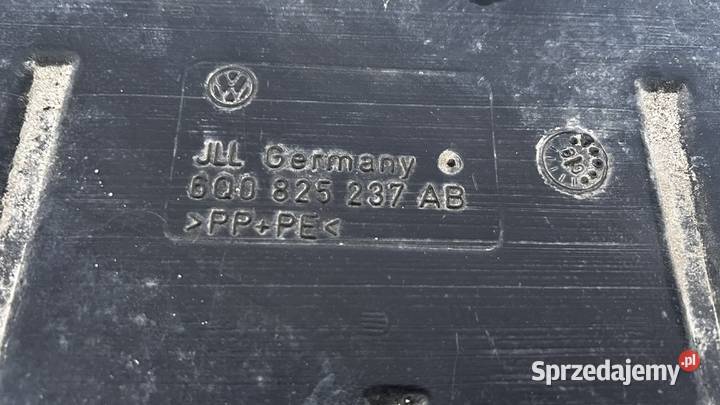 JLL Germany
6Q0 825 237 AB
>PP+PE<
Sprzedajemy.pl